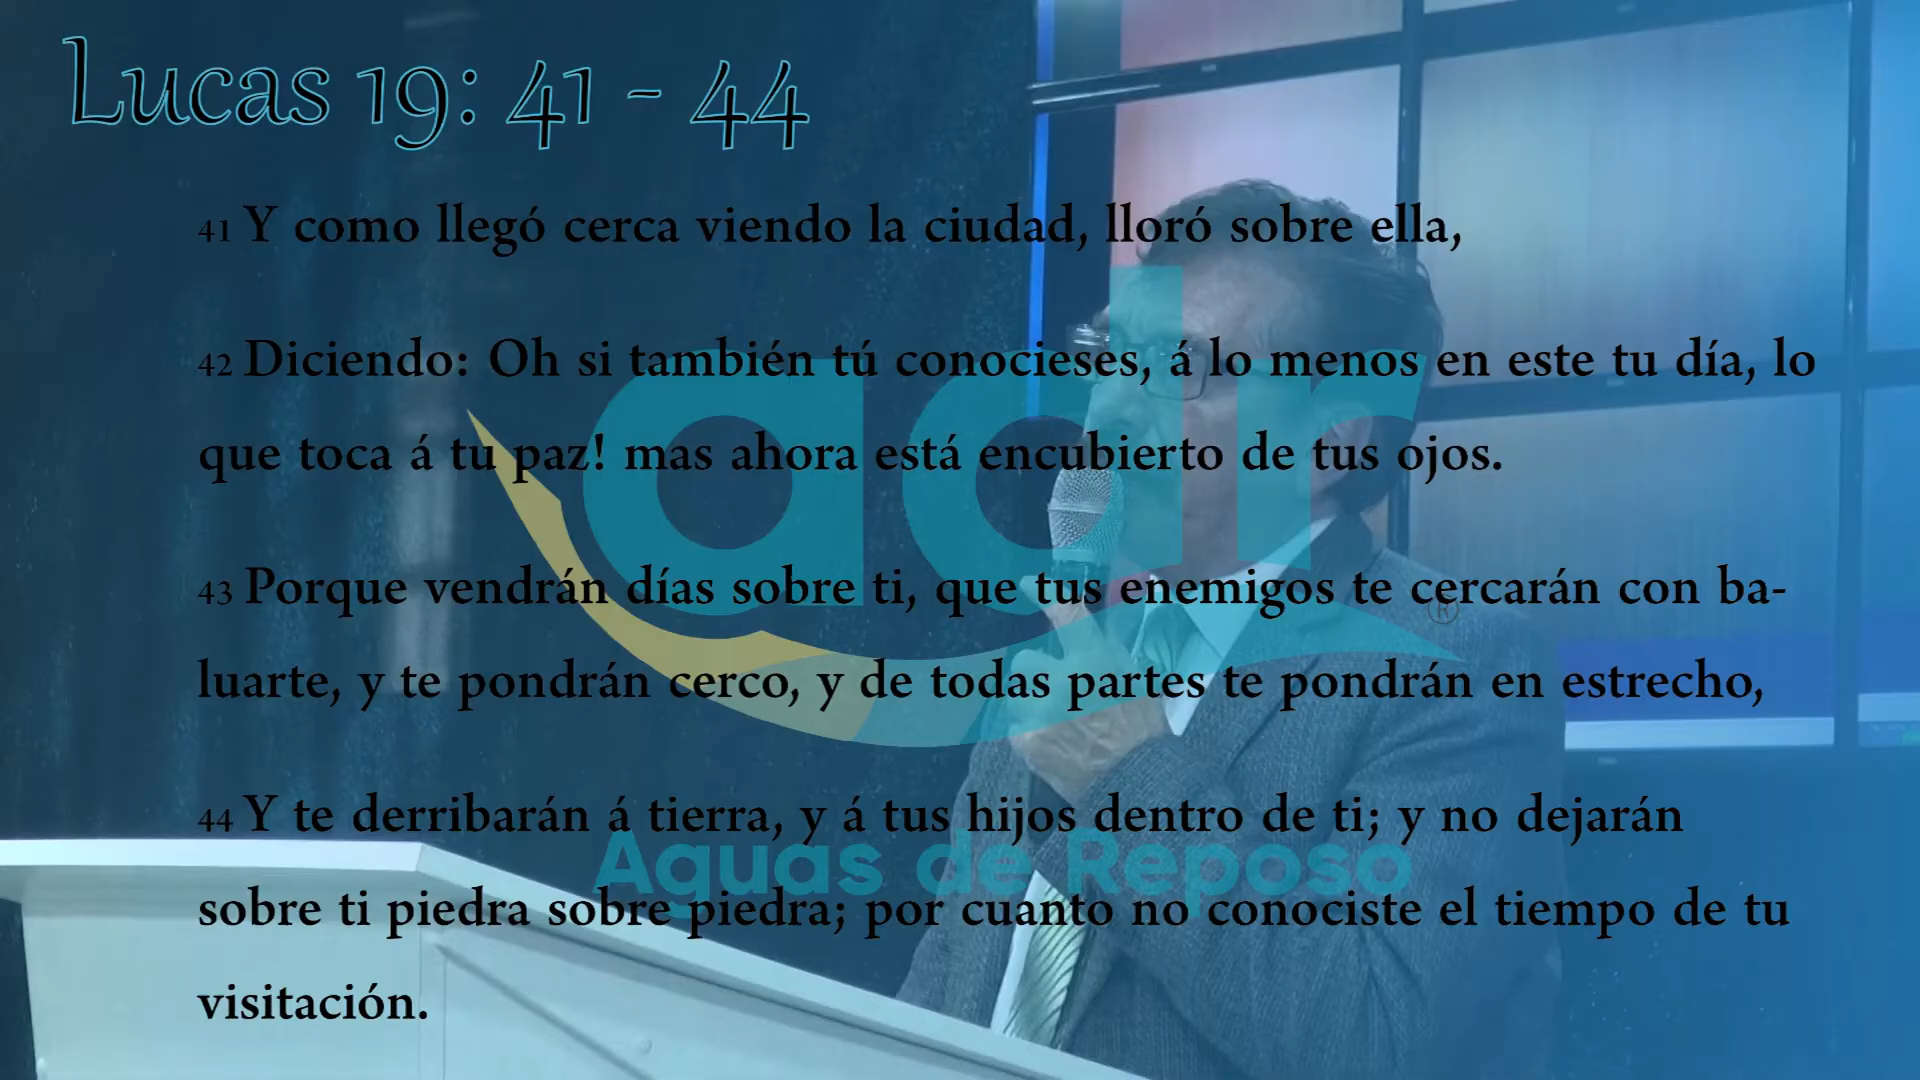 Lucas 19: 41 - 44
41 Y como llegó cerca viendo la ciudad, lloró sobre ella,
42 Diciendo: Oh si también tú conocieses, á lo menos en este tu día, lo
que toca á tu paz! mas ahora está encubierto de tus ojos.
43 Porque vendrán días sobre ti, que tus enemigos te cercarán con ba-
luarte, y te pondrán cerco, y de todas partes te pondrán en estrecho,
44 Y te derribarán á tierra, y á tus hijos dentro de ti; y no dejarán
sobre ti piedra sobre piedra; por cuanto no conociste el tiempo de tu
visitación.
adr
®
Aguas de Reposo